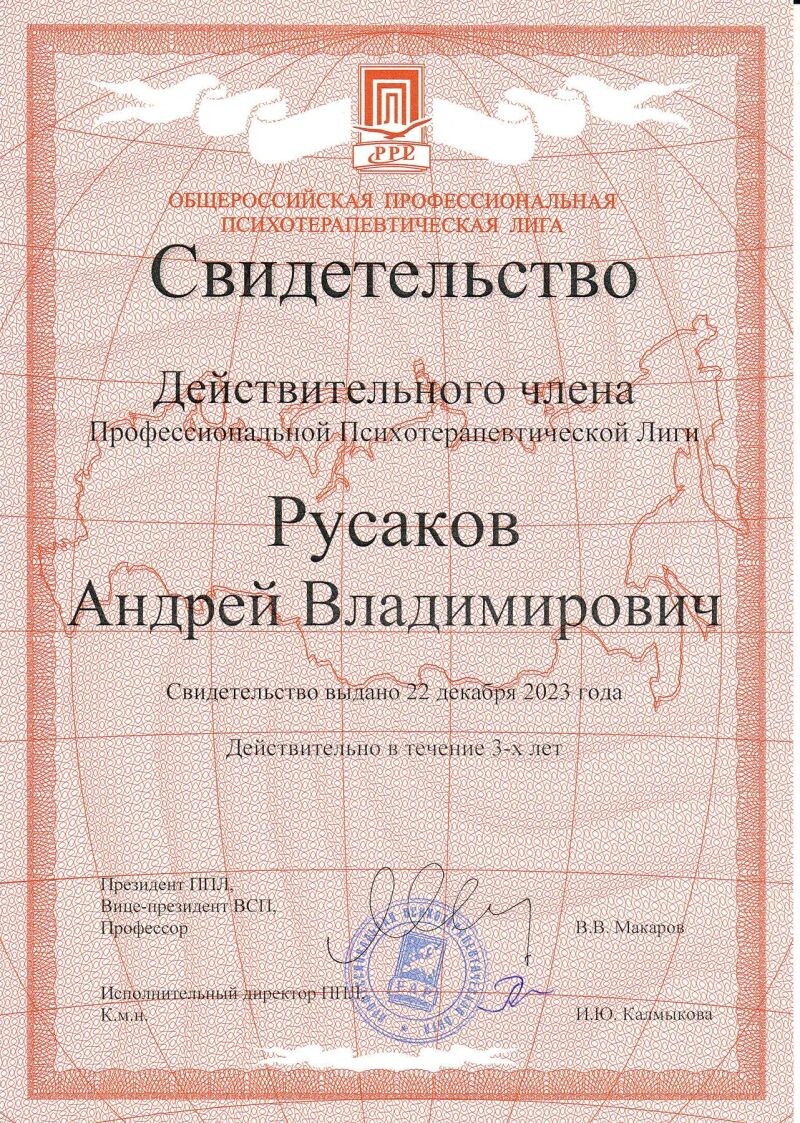 PPL
ОБЩЕРОССИЙСКАЯ ПРОФЕССИОНАЛЬНАЯ
ПСИХОТЕРАПЕВТИЧЕСКАЯ ЛИГА
Свидетельство
Действительного члена
Профессиональной Психотерапевтической Лиги
Русаков
Андрей Владимирович
Свидетельство выдано 22 декабря 2023 года
Действительно в течение 3-х лет
Президент ППЛ,
Вице-президент ВСП,
Профессор
В.В. Макаров
Исполнительный директор ППЛ,
К.м.н.
И.Ю. Калмыкова